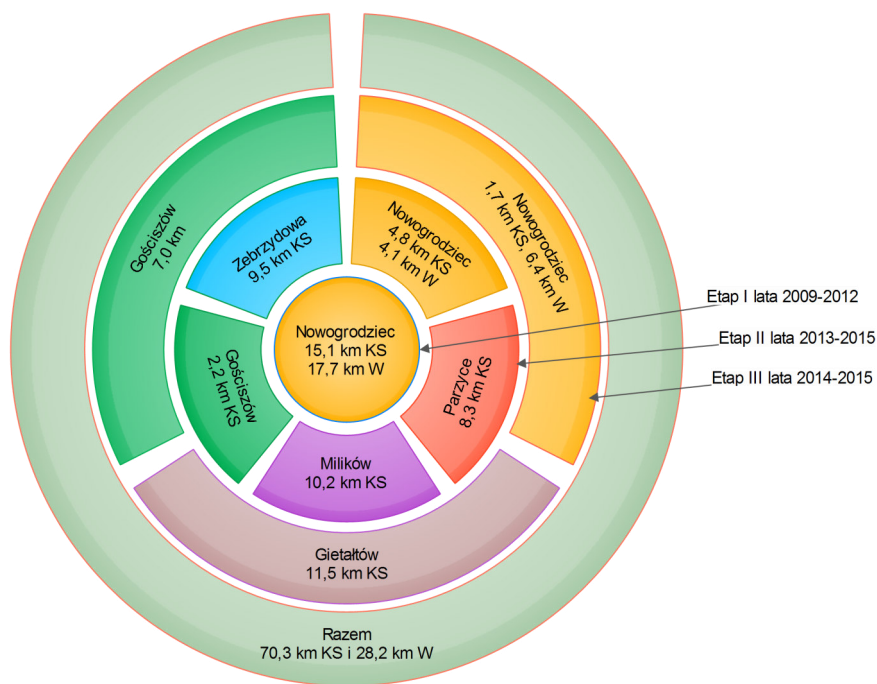 Nowogrodziec
15,1 km KS
17,7 km W
Nowogrodziec
4,8 km KS
4,1 km W
Parzyce
8,3 km KS
Milików
10,2 km KS
Gościszów
2,2 km KS
Zebrzydowa
9,5 km KS
Nowogrodziec
1,7 km KS, 6,4 km W
Gietałtów
11,5 km KS
Gościszów
7,0 km
Razem
70,3 km KS i 28,2 km W
Etap I lata 2009-2012
Etap II lata 2013-2015
Etap III lata 2014-2015